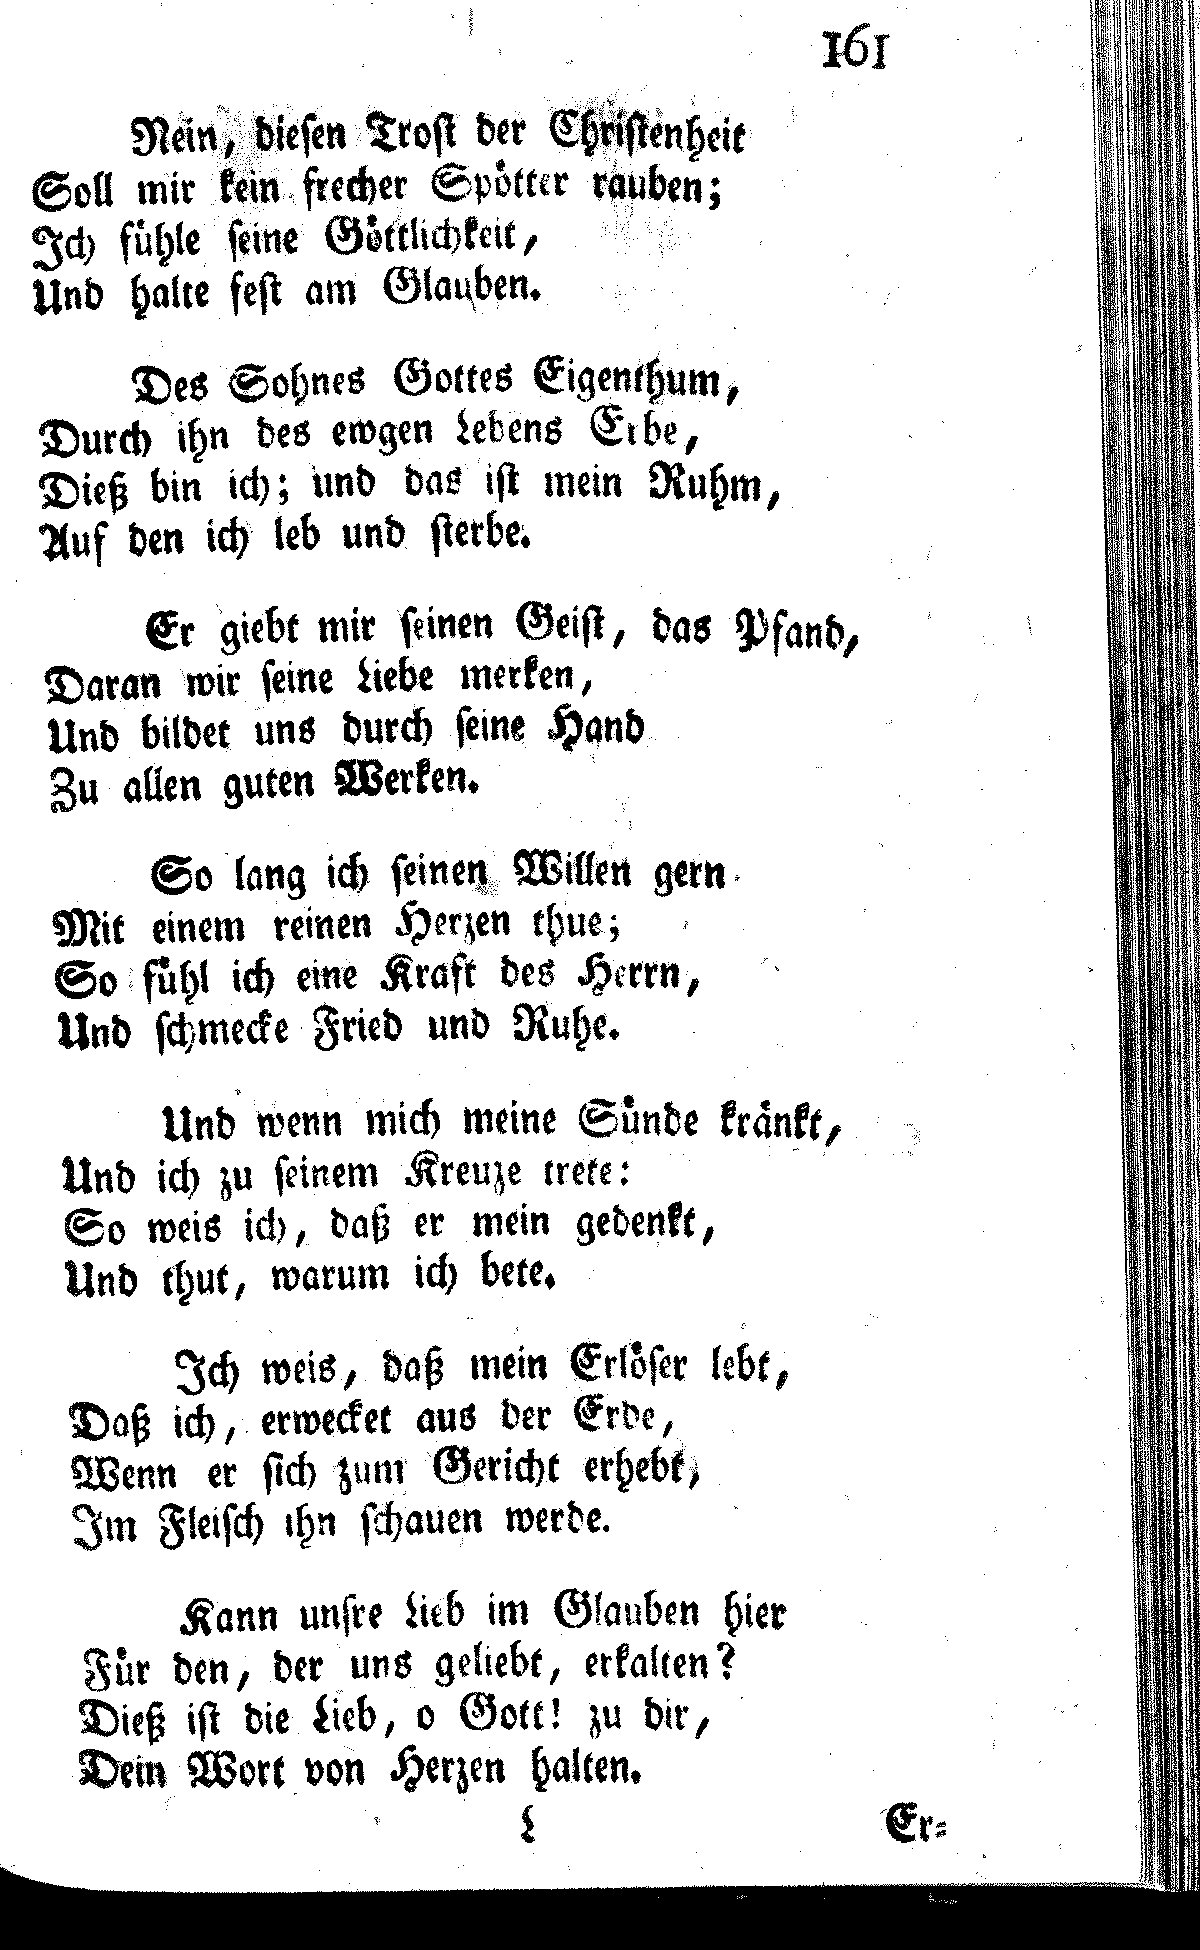 161
Nein, diesen Trost der Christenheit
Soll mir kein frecher Spötter rauben;
Ich fühle seine Göttlichkeit,
Und halte fest am Glauben.
Des Sohnes Gottes Eigenthum,
Durch ihn des ewgen Lebens Erbe,
Dieß bin ich; und das ist mein Ruhm,
Auf den ich leb und sterbe.
Er giebt mir seinen Geist, das Pfand,
Daran wir seine Liebe merken,
Und bildet uns durch seine Hand
Zu allen guten Werken.
So lang ich seinen Willen gern
Mit einem reinen Herzen thue;
So fühl ich eine Kraft des Herrn,
Und schmecke Fried und Ruhe.
Und wenn mich meine Sünde kränkt,
Und ich zu seinem Kreuze trete:
So weis ich, daß er mein gedenkt,
Und thut, warum ich bete.
Ich weis, daß mein Erlöser lebt,
Daß ich, erwecket aus der Erde,
Wenn er sich zum Gericht erhebt,
Im Fleisch ihn schauen werde.
Kann unsre Lieb im Glauben hier
Für den, der uns geliebt, erkalten?
Dieß ist die Lieb, o Gott! zu dir,
Dein Wort von Herzen halten.
L Er=